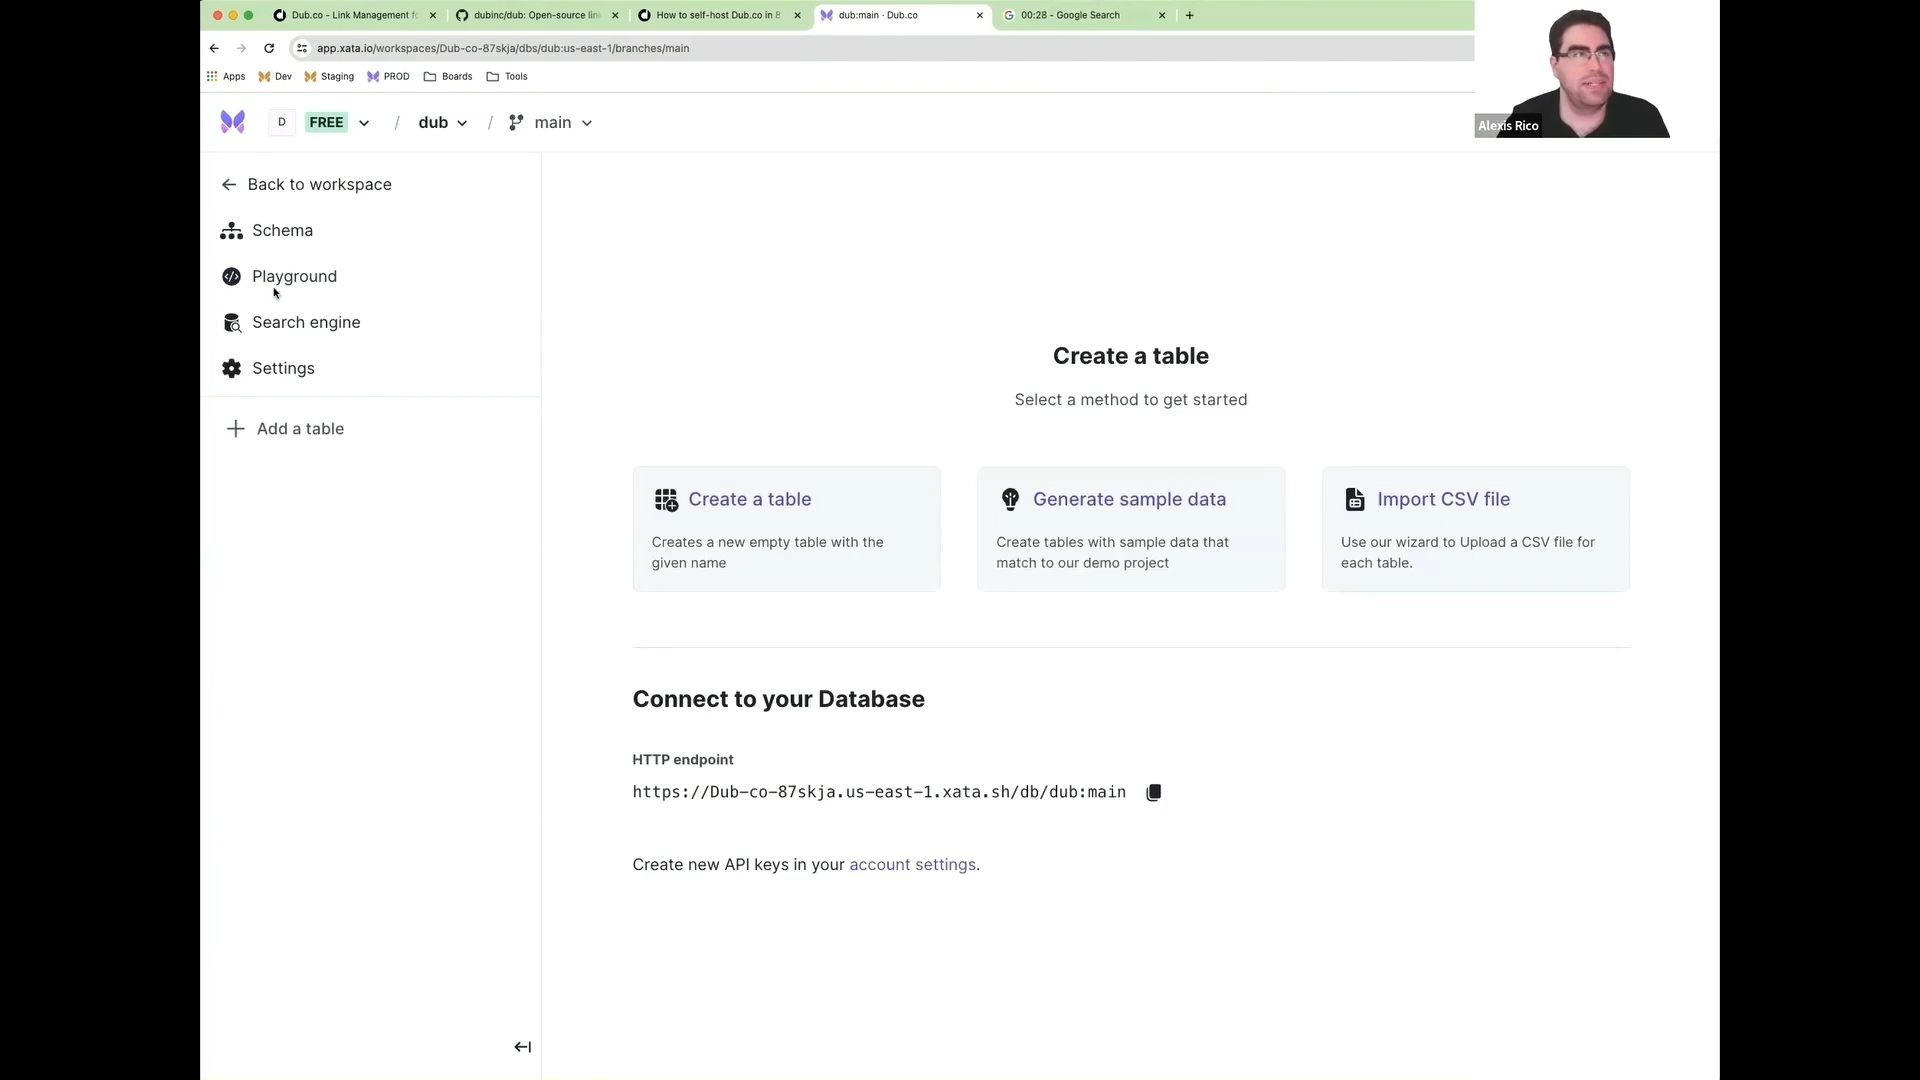 Dub.co - Link Management fo
dubinc/dub: Open-source link
How to self-host Dub.co in 8
dub:main · Dub.co
00:28 - Google Search
app.xata.io/workspaces/Dub-co-87skja/dbs/dub:us-east-1/branches/main
Apps
Dev
Staging
PROD
Boards
Tools
D
FREE
/
dub
/
main
Alexis Rico
Back to workspace
Schema
Playground
Search engine
Settings
Add a table
Create a table
Select a method to get started
Create a table
Creates a new empty table with the
given name
Generate sample data
Create tables with sample data that
match to our demo project
Import CSV file
Use our wizard to Upload a CSV file for
each table.
Connect to your Database
HTTP endpoint
https://Dub-co-87skja.us-east-1.xata.sh/db/dub:main
Create new API keys in your account settings.